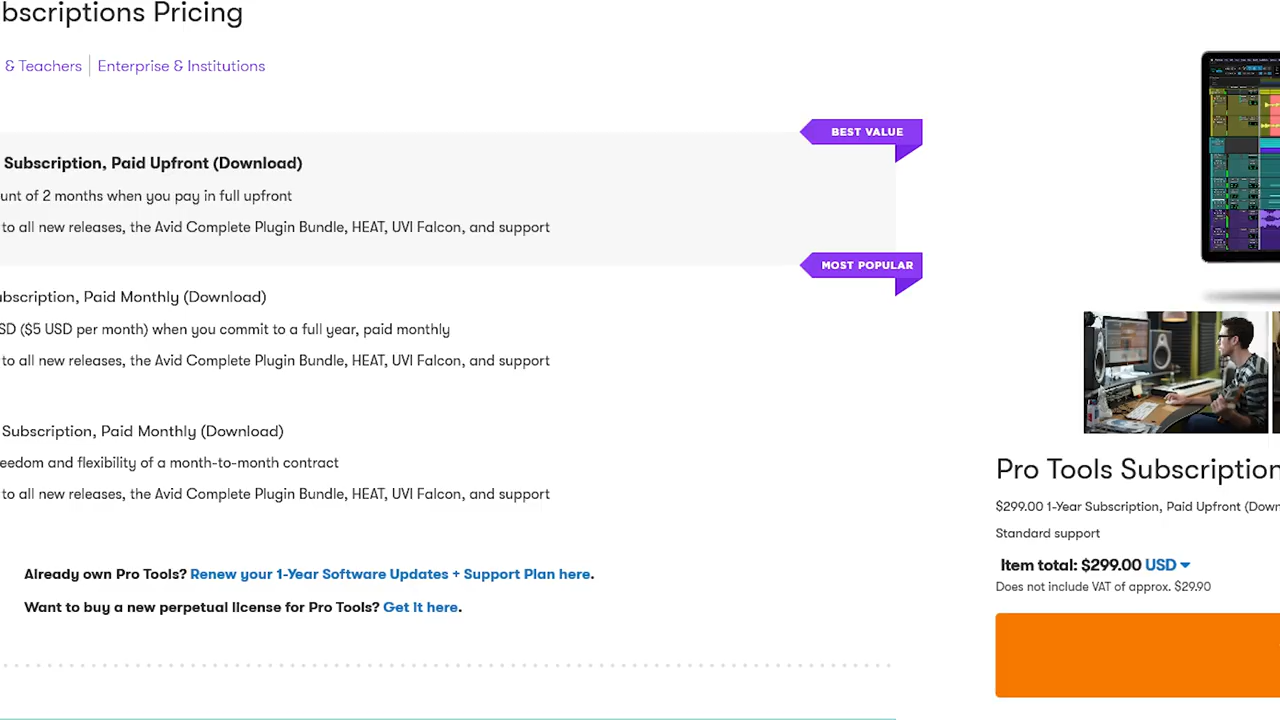 bscriptions Pricing
& Teachers
Enterprise & Institutions
BEST VALUE
Subscription, Paid Upfront (Download)
unt of 2 months when you pay in full upfront
to all new releases, the Avid Complete Plugin Bundle, HEAT, UVI Falcon, and support
MOST POPULAR
ubscription, Paid Monthly (Download)
SD ($5 USD per month) when you commit to a full year, paid monthly
to all new releases, the Avid Complete Plugin Bundle, HEAT, UVI Falcon, and support
Subscription, Paid Monthly (Download)
eedom and flexibility of a month-to-month contract
to all new releases, the Avid Complete Plugin Bundle, HEAT, UVI Falcon, and support
Already own Pro Tools? Renew your 1-Year Software Updates + Support Plan here.
Want to buy a new perpetual license for Pro Tools? Get It here.
Pro Tools Subscription
$299.00 1-Year Subscription, Paid Upfront (Down
Standard support
Item total: $299.00 USD
Does not include VAT of approx. $29.90